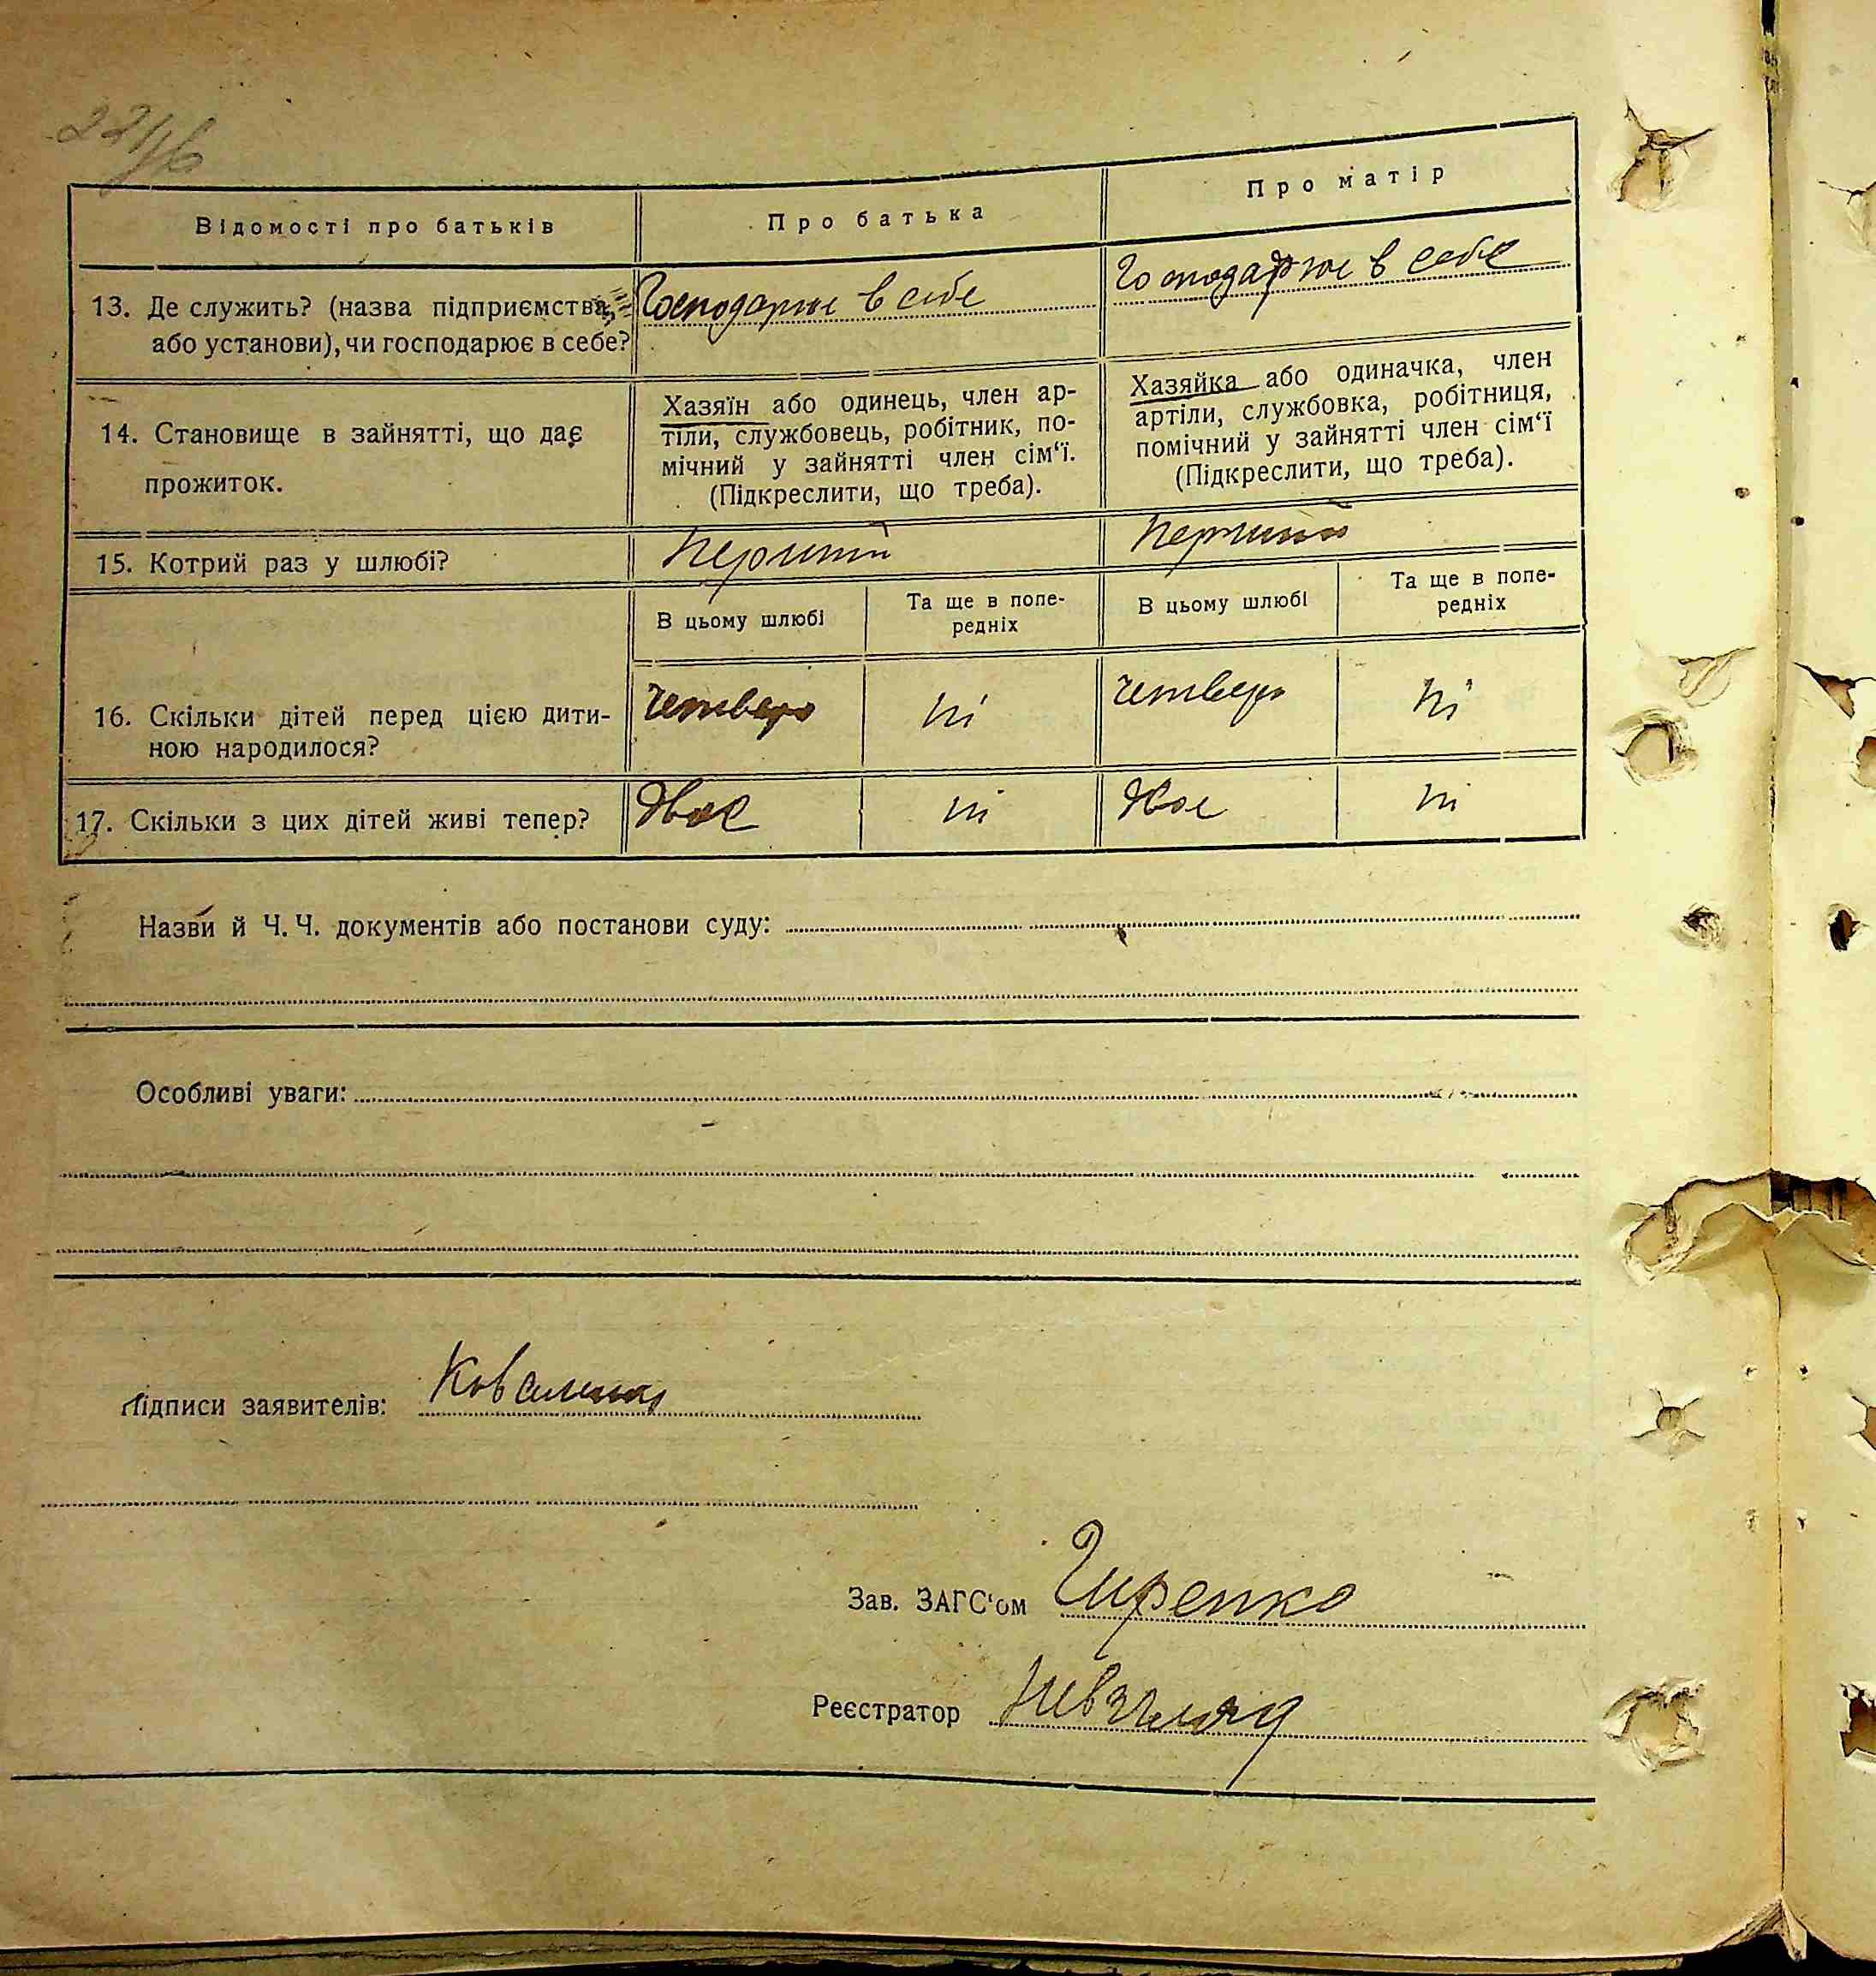 Відомості про батьків
Про батька
Про матір
13. Де служить? (назва підприємства,
або установи), чи господарює в себе?
Господарює в себе
Господарює в себе
14. Становище в зайнятті, що дає
прожиток.
Хазяїн або одинець, член ар-
тіли, службовець, робітник, по-
мічний у зайнятті член сім‘ї.
(Підкреслити, що треба).
Хазяйка або одиначка, член
артіли, службовка, робітниця,
помічний у зайнятті член сім‘ї
(Підкреслити, що треба).
15. Котрий раз у шлюбі?
Перший
Перший
В цьому шлюбі
Та ще в попе-
редніх
В цьому шлюбі
Та ще в попе-
редніх
16. Скільки дітей перед цією дити-
ною народилося?
четверо
ні
четверо
ні
17. Скільки з цих дітей живі тепер?
двоє
ні
двоє
ні
Назви й Ч. Ч. документів або постанови суду:
Особливі уваги:
Підписи заявителів:
Зав. ЗАГС‘ом Гиренко
Реєстратор